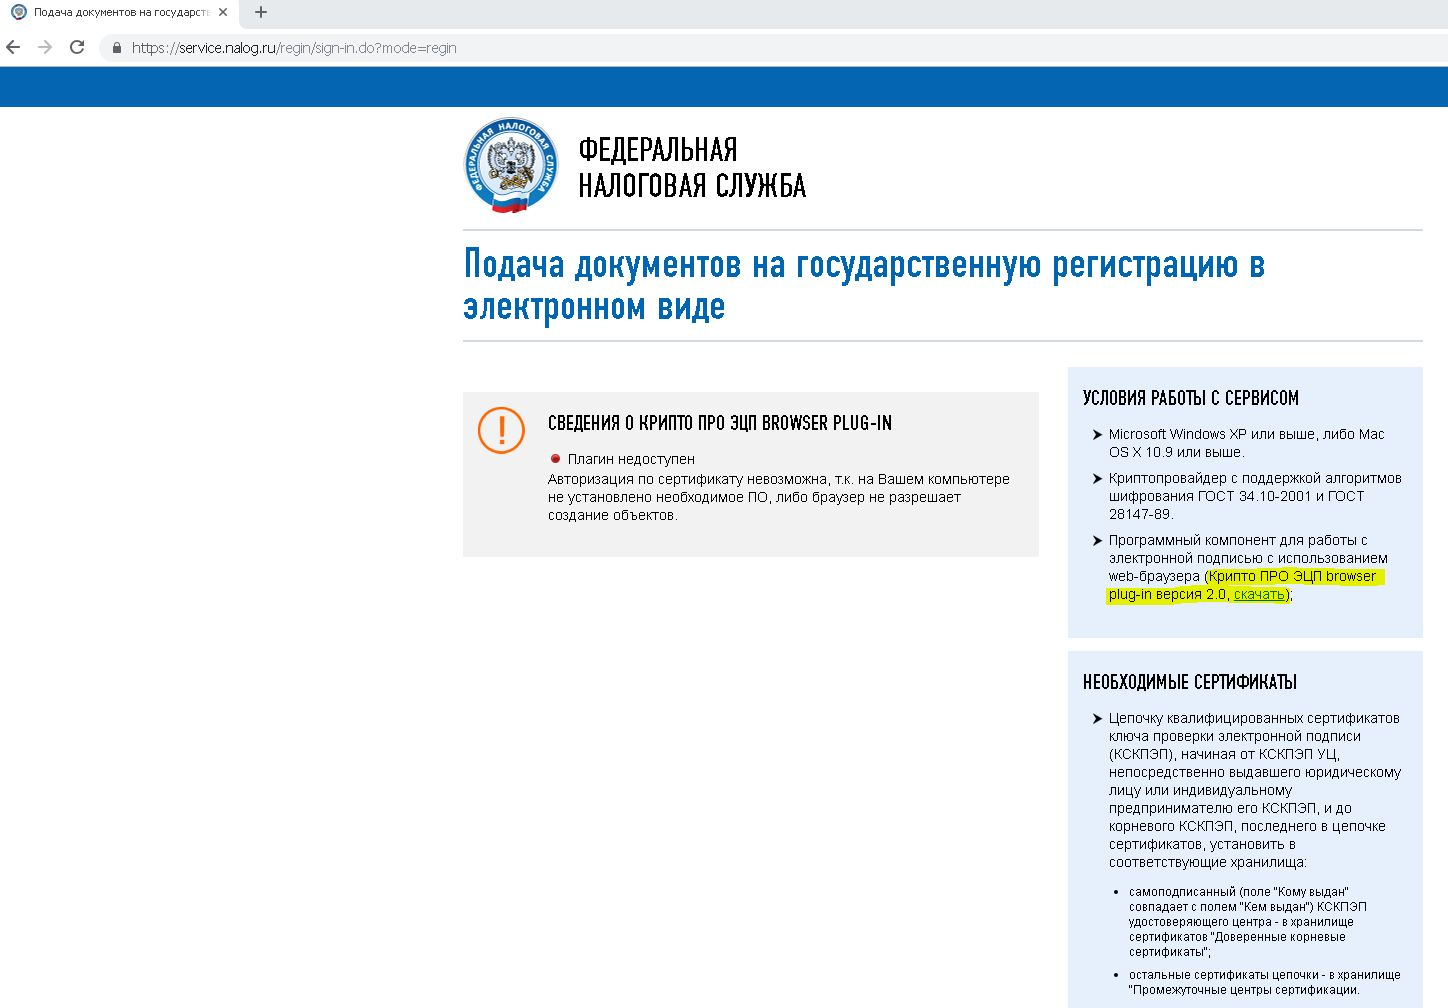 Подача документов на государств
https://service.nalog.ru/regin/sign-in.do?mode=regin
ФЕДЕРАЛЬНАЯ НАЛОГОВАЯ СЛУЖБА
ФЕДЕРАЛЬНАЯ
НАЛОГОВАЯ СЛУЖБА
Подача документов на государственную регистрацию в
электронном виде
СВЕДЕНИЯ О КРИПТО ПРО ЭЦП BROWSER PLUG-IN
Плагин недоступен
Авторизация по сертификату невозможна, т.к. на Вашем компьютере
не установлено необходимое ПО, либо браузер не разрешает
создание объектов.
УСЛОВИЯ РАБОТЫ С СЕРВИСОМ
Microsoft Windows XP или выше, либо Mac
OS X 10.9 или выше.
Криптопровайдер с поддержкой алгоритмов
шифрования ГОСТ 34.10-2001 и ГОСТ
28147-89.
Программный компонент для работы с
электронной подписью с использованием
web-браузера (Крипто ПРО ЭЦП browser
plug-in версия 2.0, скачать);
НЕОБХОДИМЫЕ СЕРТИФИКАТЫ
Цепочку квалифицированных сертификатов
ключа проверки электронной подписи
(КСКПЭП), начиная от КСКПЭП УЦ,
непосредственно выдавшего юридическому
лицу или индивидуальному
предпринимателю его КСКПЭП, и до
корневого КСКПЭП, последнего в цепочке
сертификатов, установить в
соответствующие хранилища:
самоподписанный (поле "Кому выдан"
совпадает с полем "Кем выдан") КСКПЭП
удостоверяющего центра - в хранилище
сертификатов "Доверенные корневые
сертификаты";
остальные сертификаты цепочки - в хранилище
"Промежуточные центры сертификации.